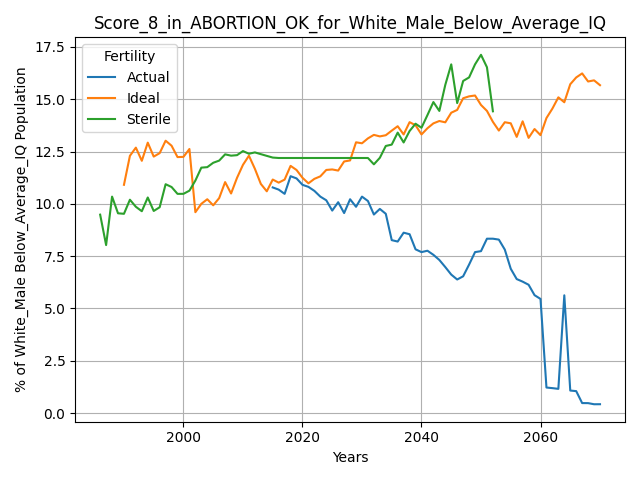 Score_8_in_ABORTION_OK_for_White_Male_Below_Average_IQ
% of White_Male Below_Average_IQ Population
17.5
15.0
12.5
10.0
7.5
5.0
2.5
0.0
Fertility
Actual
Ideal
Sterile
2000
2020
2040
2060
Years